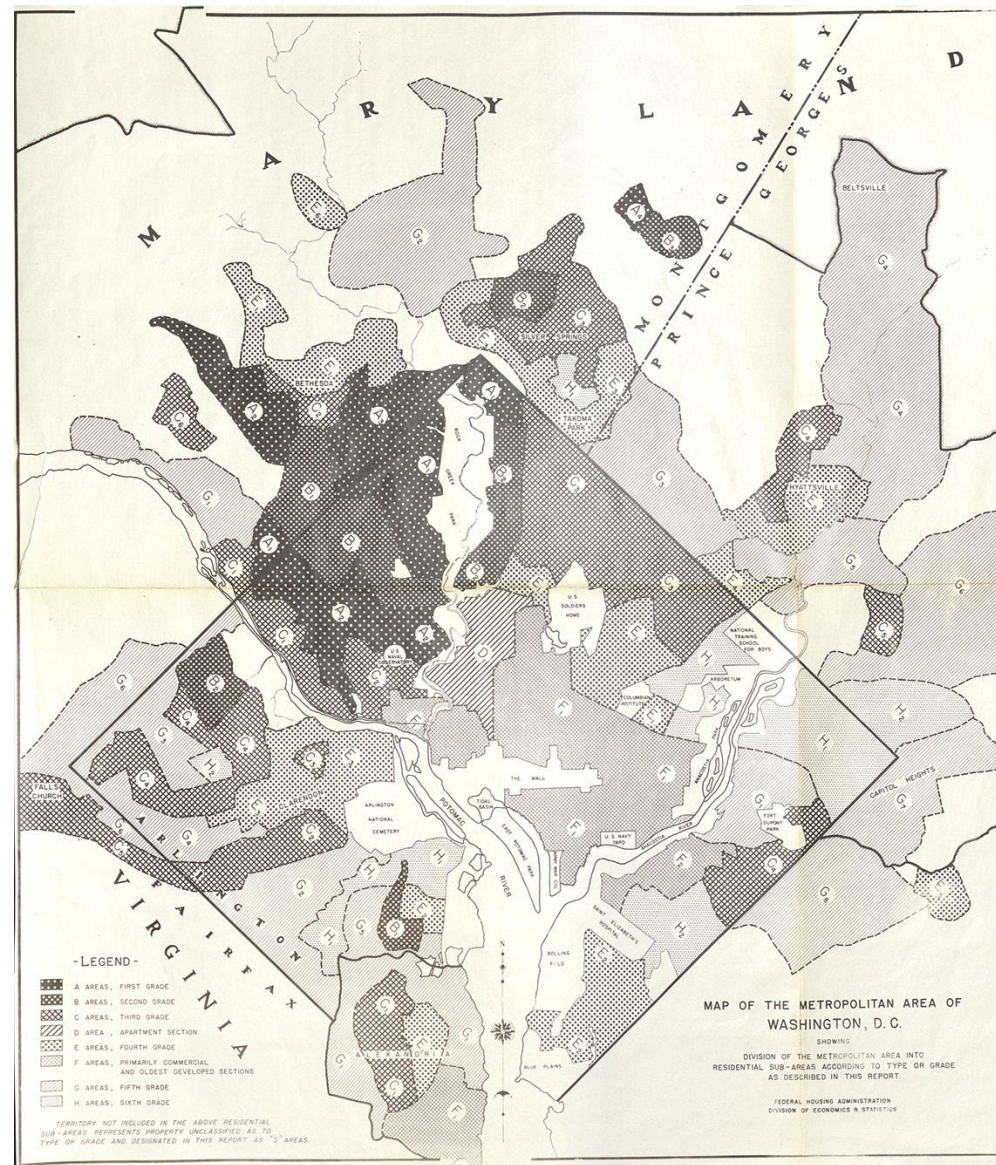 MARYLAND
MONTGOMERY
PRINCE GEORGES
BELTSVILLE
SILVER SPRINGS
BETHESDA
TAKOMA
PARK
HYATTSVILLE
ROCK
CREEK
PARK
U.S
SOLDIERS
HOME
NATIONAL
TRAINING
SCHOOL
FOR BOYS
U.S
NAVAL
OBSERVATORY
ARBORETUM
COLUMBIAN
INSTITUTE
THE MALL
FALLS
CHURCH
CLARENDON
ARLINGTON
NATIONAL
CEMETERY
POTOMAC
RIVER
TIDAL
BASIN
EAST POTOMAC PARK
ARMY WAR COL.
U.S NAVY
YARD
ANACOSTIA
ANACOSTIA RIVER
FORT
DUPONT
PARK
CAPITOL HEIGHTS
ARLINGTON
FAIRFAX
VIRGINIA
SAINT ELIZABETH'S
HOSPITAL
BOLLING
FIELD
ALEXANDRIA
BLUE PLAINS
N
-LEGEND-
A AREAS, FIRST GRADE
B AREAS, SECOND GRADE
C AREAS, THIRD GRADE
D AREA, APARTMENT SECTION
E AREAS, FOURTH GRADE
F AREAS, PRIMARILY COMMERCIAL
AND OLDEST DEVELOPED SECTIONS
G AREAS, FIFTH GRADE
H AREAS, SIXTH GRADE
TERRITORY NOT INCLUDED IN THE ABOVE RESIDENTIAL
SUB-AREAS REPRESENTS PROPERTY UNCLASSIFIED AS TO
TYPE OF GRADE AND DESIGNATED IN THIS REPORT AS "S" AREAS.
MAP OF THE METROPOLITAN AREA OF
WASHINGTON, D.C.
SHOWING
DIVISION OF THE METROPOLITAN AREA INTO
RESIDENTIAL SUB-AREAS ACCORDING TO TYPE OR GRADE
AS DESCRIBED IN THIS REPORT.
FEDERAL HOUSING ADMINISTRATION
DIVISION OF ECONOMICS & STATISTICS